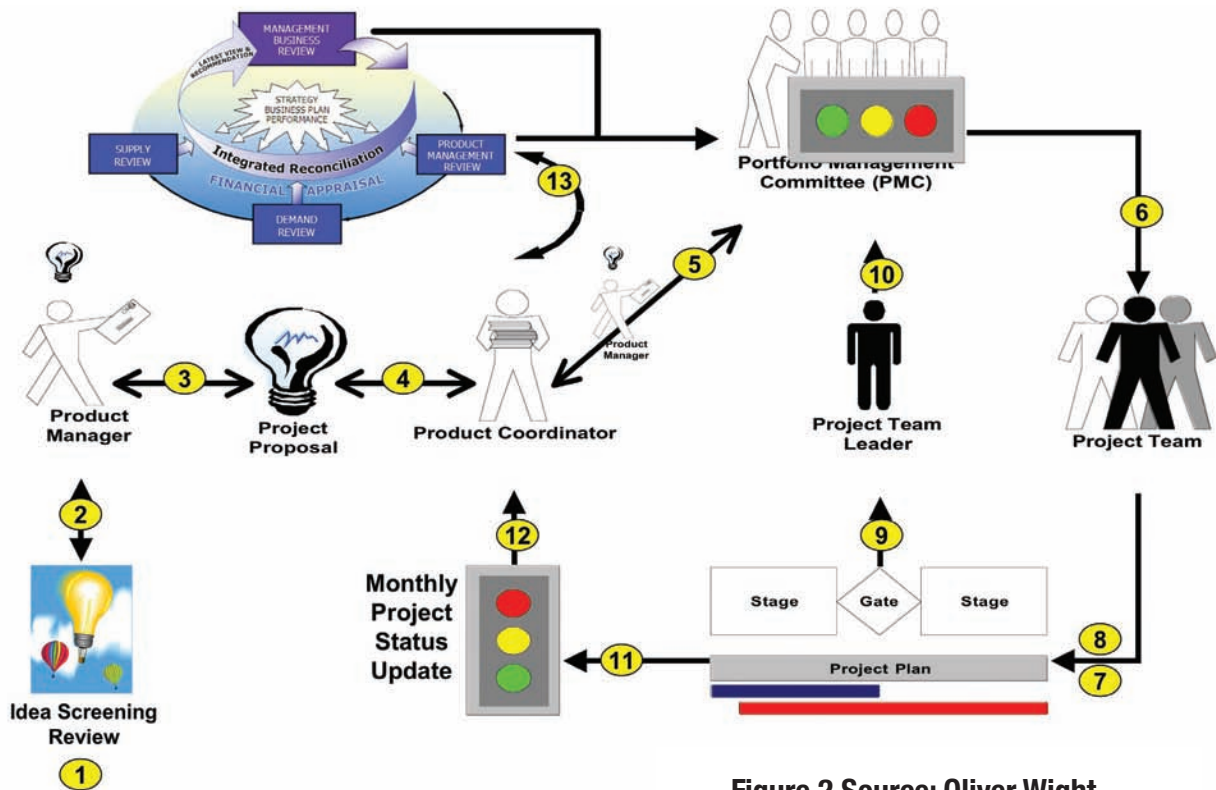 MANAGEMENT
BUSINESS
REVIEW
LATEST VIEW &
RECOMMENDATION
STRATEGY
BUSINESS PLAN
PERFORMANCE
SUPPLY
REVIEW
Integrated Reconciliation
PRODUCT
MANAGEMENT
REVIEW
FINANCIAL APPRAISAL
DEMAND
REVIEW
13
Portfolio Management
Committee (PMC)
6
5
10
Product
Manager
3
4
Product
Manager
Project
Proposal
Product Coordinator
Project Team
Leader
Project Team
2
12
9
Monthly
Project
Status
Update
Stage
Gate
Stage
8
11
Project Plan
7
Idea Screening
Review
1
Figure 2 Source: Oliver Wight